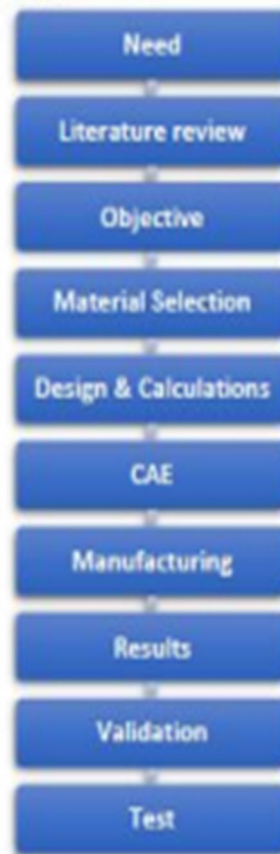 Need
Literature review
Objective
Material Selection
Design & Calculations
CAE
Manufacturing
Results
Validation
Test